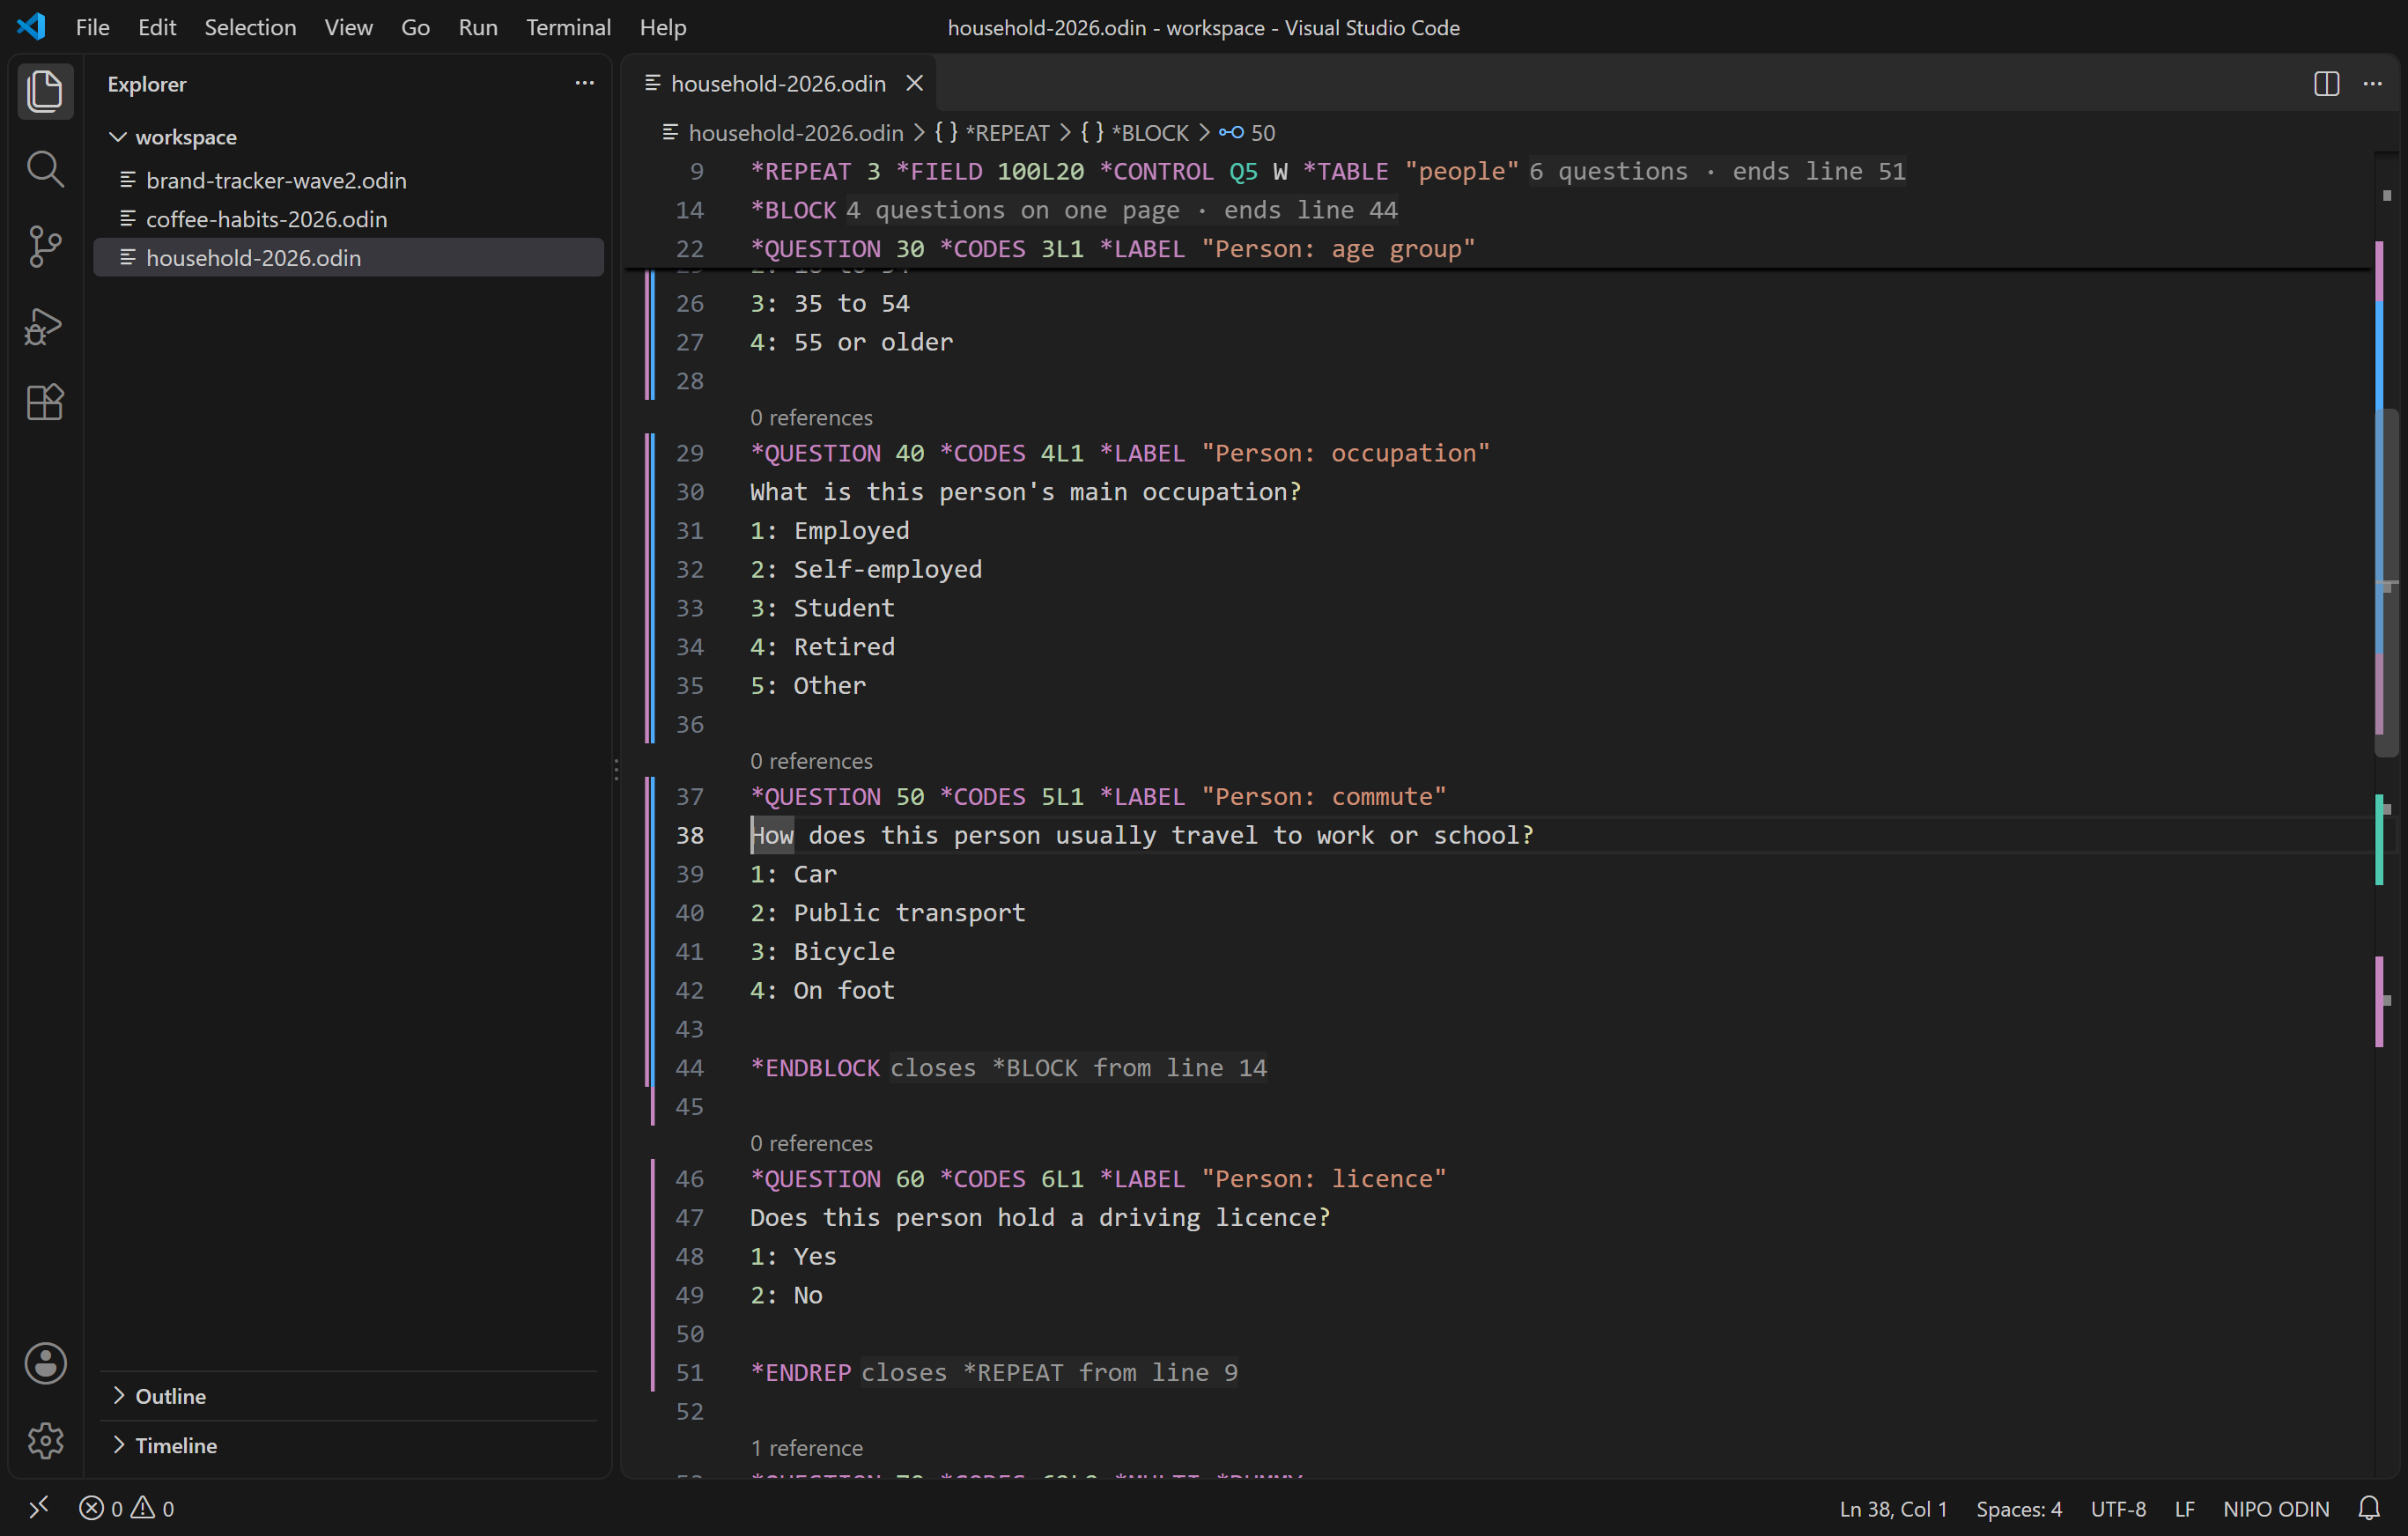 File Edit Selection View Go Run Terminal Help
household-2026.odin - workspace - Visual Studio Code
Explorer
workspace
brand-tracker-wave2.odin
coffee-habits-2026.odin
household-2026.odin
Outline
Timeline
household-2026.odin
household-2026.odin > {} *REPEAT > {} *BLOCK > 50
9 *REPEAT 3 *FIELD 100L20 *CONTROL Q5 W *TABLE "people" 6 questions · ends line 51
14 *BLOCK 4 questions on one page · ends line 44
22 *QUESTION 30 *CODES 3L1 *LABEL "Person: age group"
26 3: 35 to 54
27 4: 55 or older
28
0 references
29 *QUESTION 40 *CODES 4L1 *LABEL "Person: occupation"
30 What is this person's main occupation?
31 1: Employed
32 2: Self-employed
33 3: Student
34 4: Retired
35 5: Other
36
0 references
37 *QUESTION 50 *CODES 5L1 *LABEL "Person: commute"
38 How does this person usually travel to work or school?
39 1: Car
40 2: Public transport
41 3: Bicycle
42 4: On foot
43
44 *ENDBLOCK closes *BLOCK from line 14
45
0 references
46 *QUESTION 60 *CODES 6L1 *LABEL "Person: licence"
47 Does this person hold a driving licence?
48 1: Yes
49 2: No
50
51 *ENDREP closes *REPEAT from line 9
52
1 reference
0 0
Ln 38, Col 1 Spaces: 4 UTF-8 LF NIPO ODIN